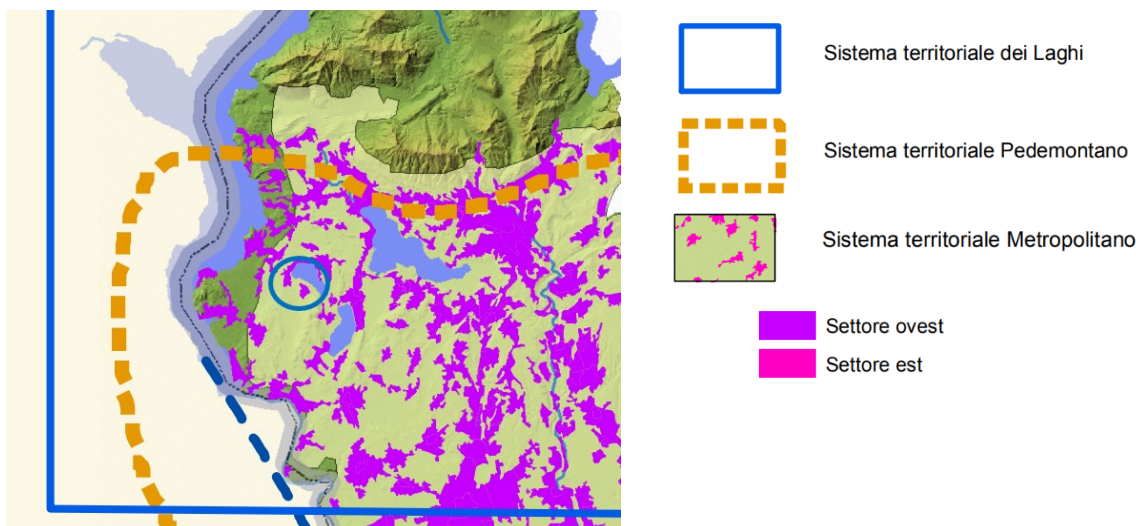 Sistema territoriale dei Laghi
Sistema territoriale Pedemontano
Sistema territoriale Metropolitano
Settore ovest
Settore est